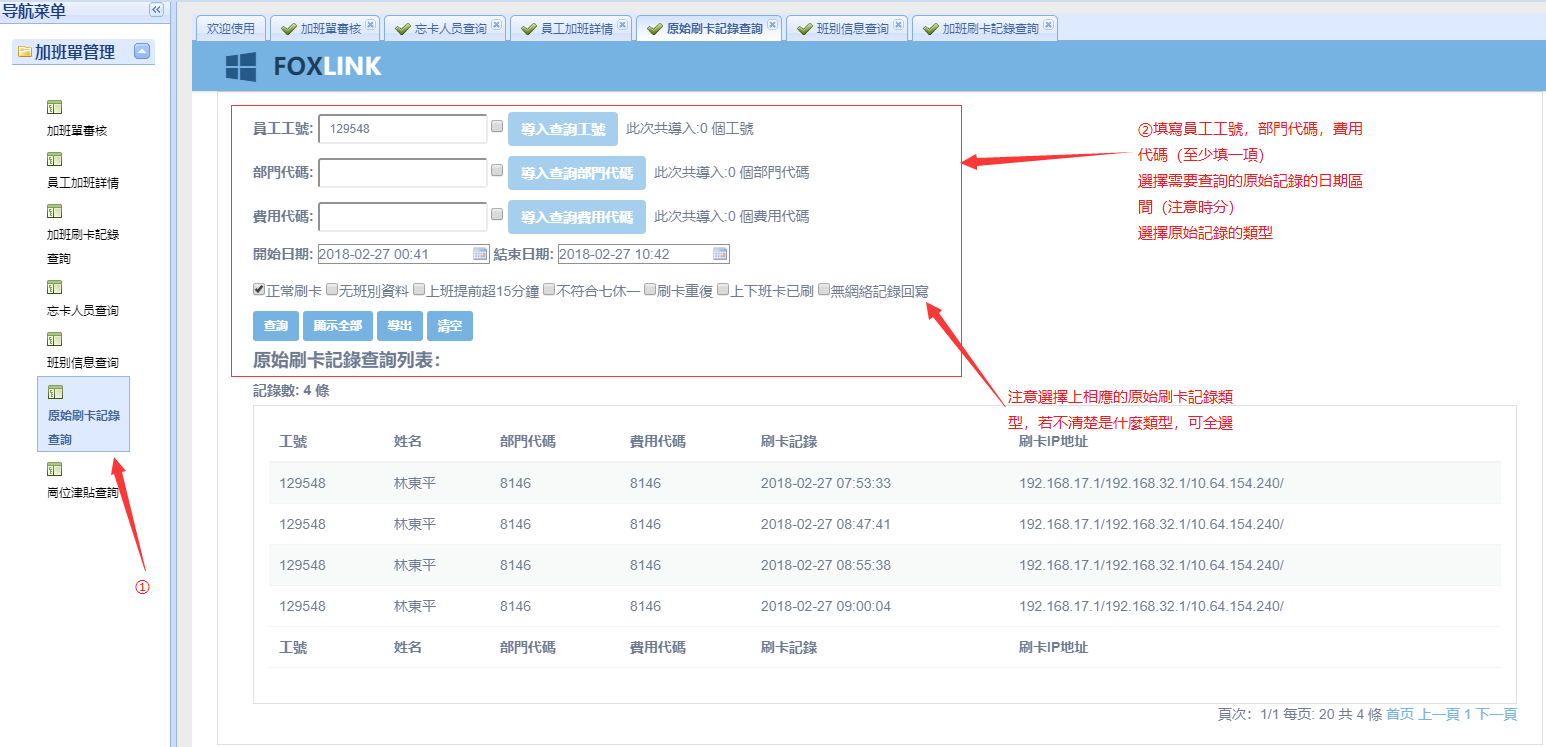 导航菜单
加班單管理
加班單審核
員工加班詳情
加班刷卡記錄
查詢
忘卡人员查询
班别信息查询
原始刷卡記錄
查詢
崗位津貼查詢
①
欢迎使用 加班單審核 忘卡人员查询 員工加班詳情 原始刷卡記錄查詢 班别信息查询 加班刷卡記錄查詢
FOXLINK
員工工號: 129548 導入查詢工號 此次共導入:0 個工號
部門代碼: 導入查詢部門代碼 此次共導入:0 個部門代碼
費用代碼: 導入查詢費用代碼 此次共導入:0 個費用代碼
開始日期: 2018-02-27 00:41 結束日期: 2018-02-27 10:42
正常刷卡 无班別資料 上班提前超15分鐘 不符合七休一 刷卡重復 上下班卡已刷 無網絡記錄回寫
查詢 顯示全部 導出 清空
原始刷卡記錄查詢列表:
②填寫員工工號，部門代碼，費用
代碼（至少填一項）
選擇需要查詢的原始記錄的日期區
間（注意時分）
選擇原始記錄的類型
記錄數: 4 條
注意選擇上相應的原始刷卡記錄類
型，若不清楚是什麼類型，可全選
工號 姓名 部門代碼 費用代碼 刷卡記錄 刷卡IP地址
129548 林東平 8146 8146 2018-02-27 07:53:33 192.168.17.1/192.168.32.1/10.64.154.240/
129548 林東平 8146 8146 2018-02-27 08:47:41 192.168.17.1/192.168.32.1/10.64.154.240/
129548 林東平 8146 8146 2018-02-27 08:55:38 192.168.17.1/192.168.32.1/10.64.154.240/
129548 林東平 8146 8146 2018-02-27 09:00:04 192.168.17.1/192.168.32.1/10.64.154.240/
工號 姓名 部門代碼 費用代碼 刷卡記錄 刷卡IP地址
頁次：1/1 每页: 20 共 4 條 首页 上一頁 1 下一頁